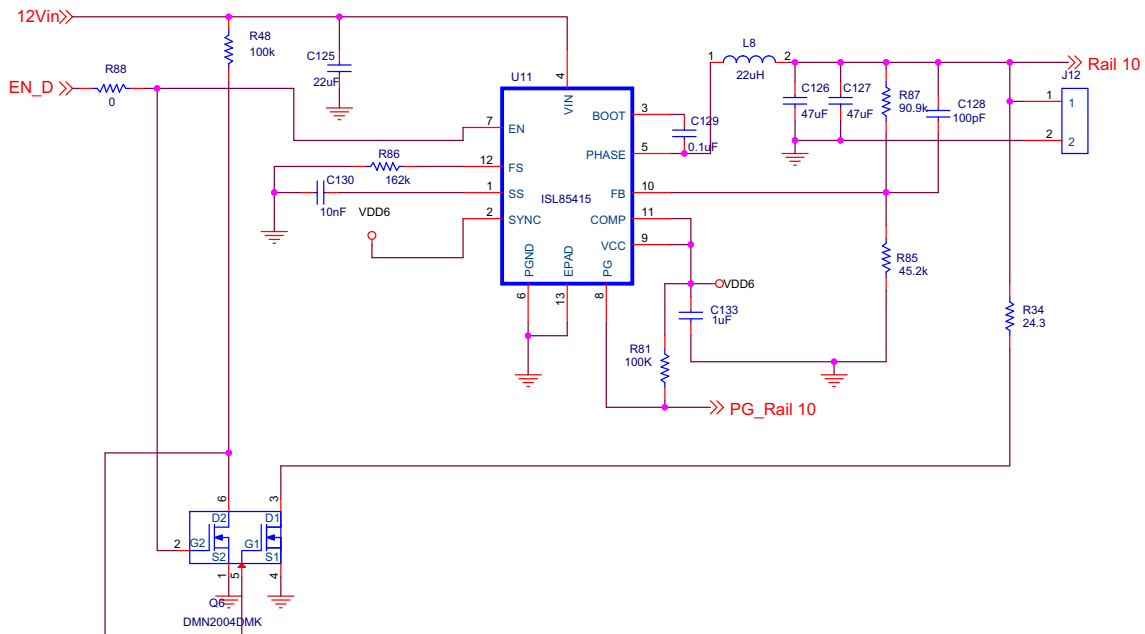 12Vin
R48
100k
C125
22uF
L8
1
2
22uH
Rail 10
J12
R88
EN_D
0
U11
4
VIN
C126
47uF
C127
47uF
R87
90.9k
C128
100pF
1
1
2
2
3
BOOT
C129
0.1uF
7
EN
5
PHASE
R86
162k
12
FS
C130
10nF
1
SS
ISL85415
10
FB
VDD6
2
SYNC
11
COMP
9
VCC
PGND
EPAD
PG
6
13
8
R85
45.2k
VDD6
C133
1uF
R34
24.3
R81
100K
PG_Rail 10
6
3
D2
D1
2
G2
G1
S2
S1
1
5
4
Q6
DMN2004DMK